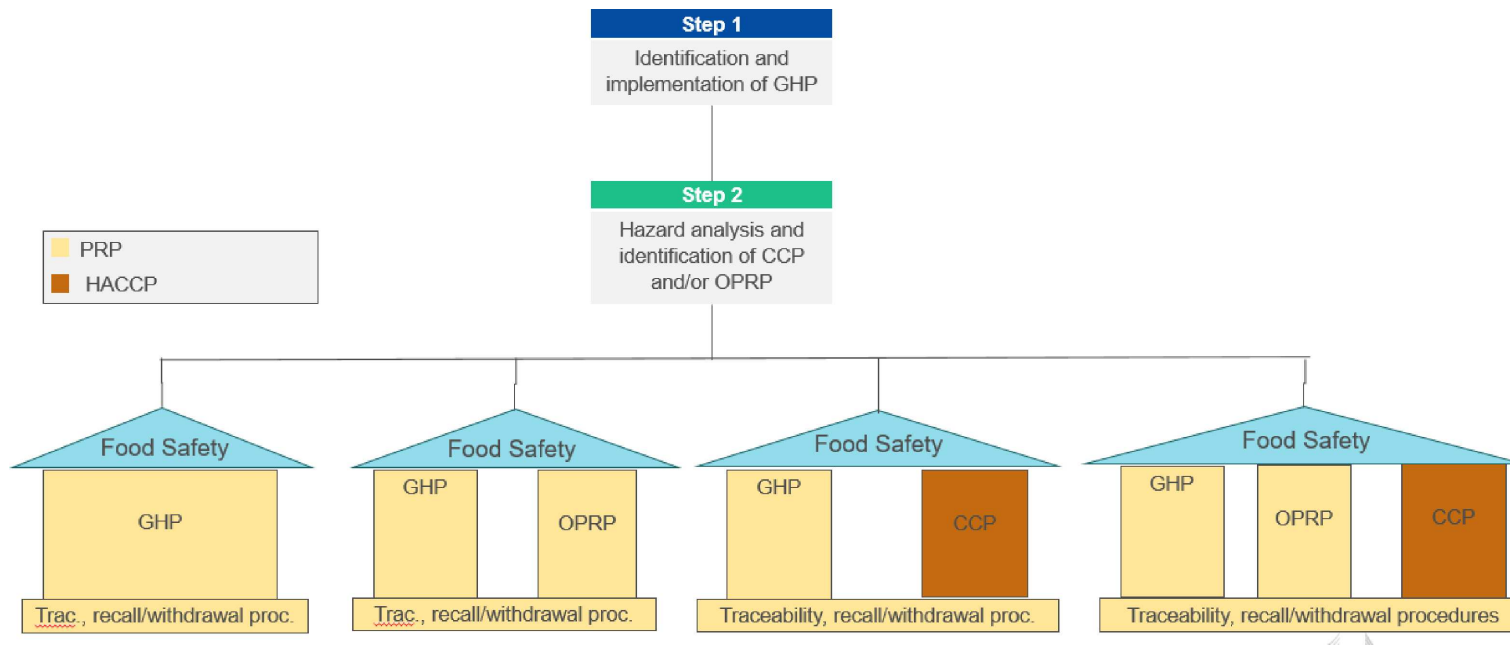 Step 1
Identification and
implementation of GHP
Step 2
Hazard analysis and
identification of CCP
and/or OPRP
PRP
HACCP
Food Safety
GHP
Trac., recall/withdrawal proc.
Food Safety
GHP
OPRP
Trac., recall/withdrawal proc.
Food Safety
GHP
CCP
Traceability, recall/withdrawal proc.
Food Safety
GHP
OPRP
CCP
Traceability, recall/withdrawal procedures